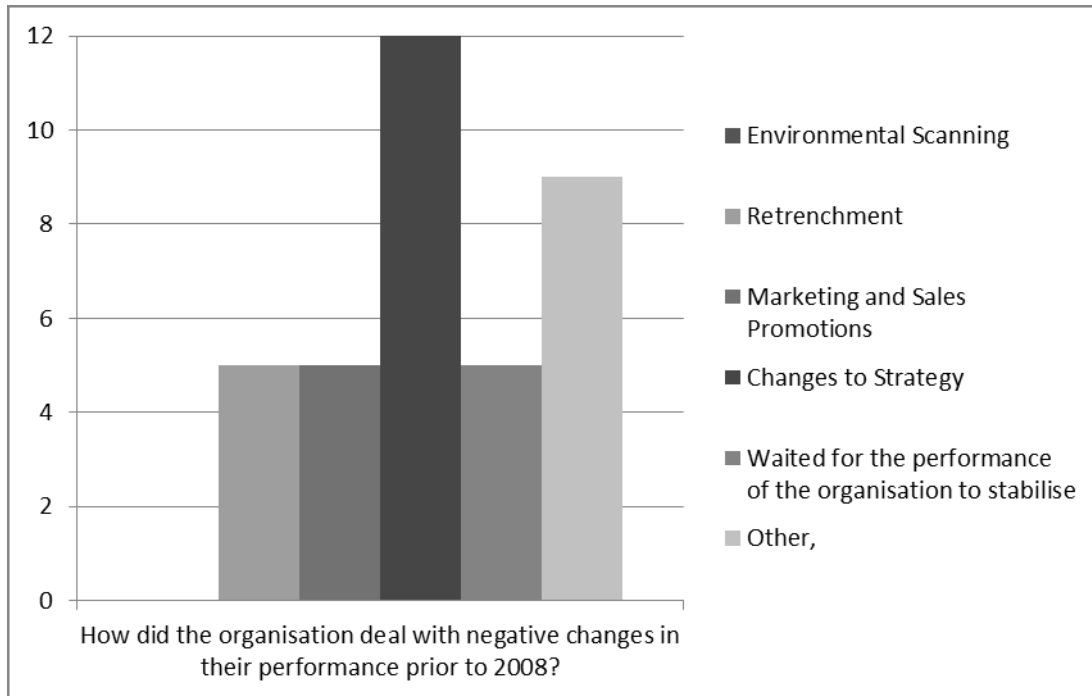 12
10
8
6
4
2
0
How did the organisation deal with negative changes in
their performance prior to 2008?
Environmental Scanning
Retrenchment
Marketing and Sales
Promotions
Changes to Strategy
Waited for the performance
of the organisation to stabilise
Other,